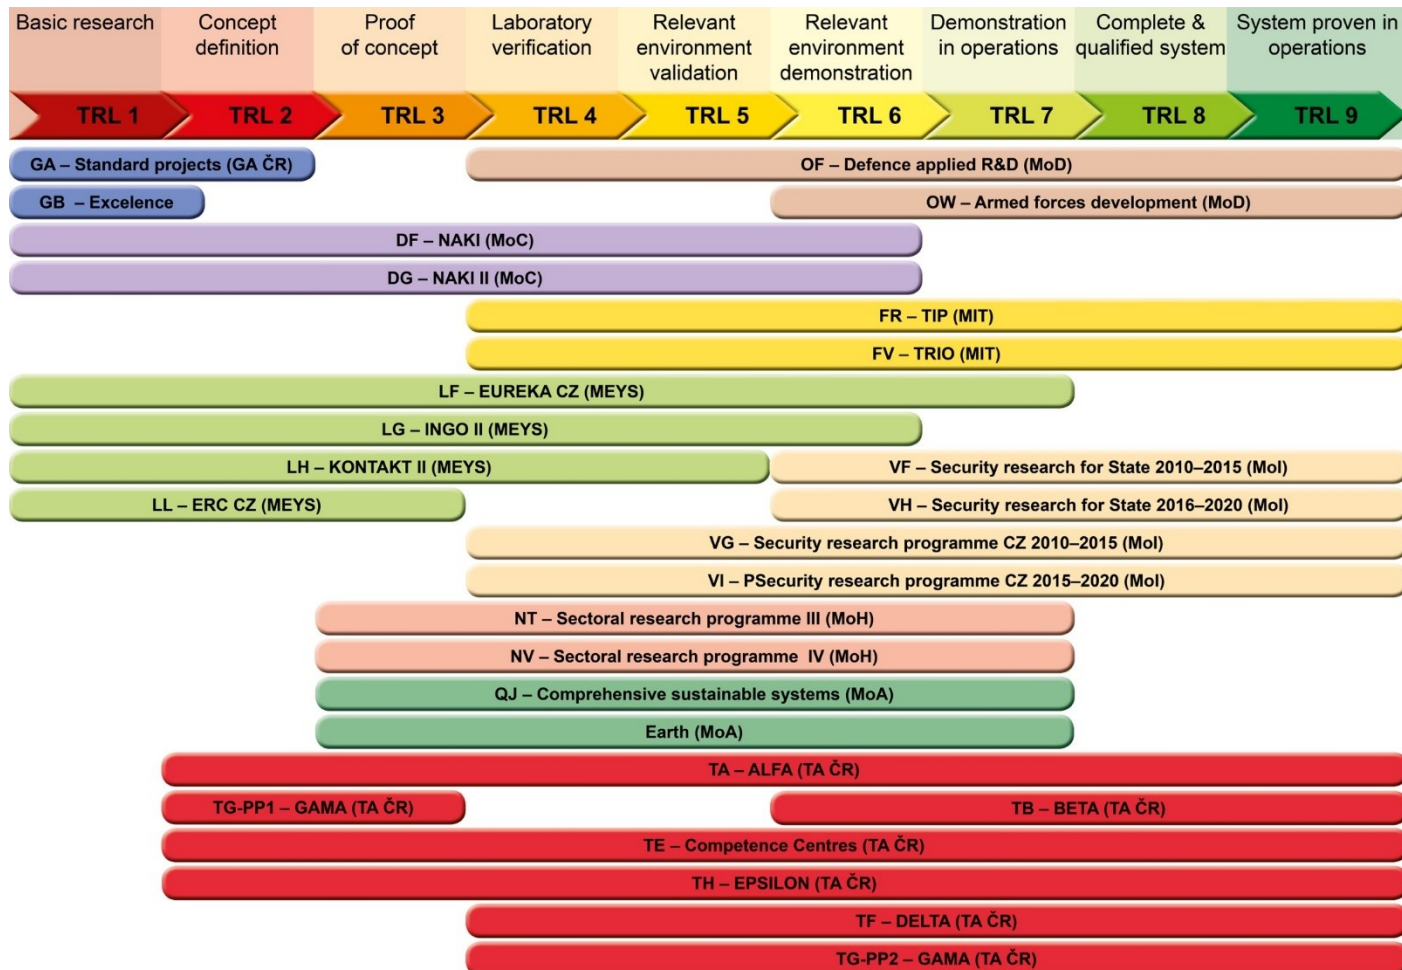 Basic research
Concept
definition
Proof
of concept
Laboratory
verification
Relevant
environment
validation
Relevant
environment
demonstration
Demonstration
in operations
Complete &
qualified system
System proven in
operations
TRL 1
TRL 2
TRL 3
TRL 4
TRL 5
TRL 6
TRL 7
TRL 8
TRL 9
GA – Standard projects (GA ČR)
OF – Defence applied R&D (MoD)
GB – Excelence
OW – Armed forces development (MoD)
DF – NAKI (MoC)
DG – NAKI II (MoC)
FR – TIP (MIT)
FV – TRIO (MIT)
LF – EUREKA CZ (MEYS)
LG – INGO II (MEYS)
LH – KONTAKT II (MEYS)
VF – Security research for State 2010–2015 (MoI)
LL – ERC CZ (MEYS)
VH – Security research for State 2016–2020 (MoI)
VG – Security research programme CZ 2010–2015 (MoI)
VI – PSecurity research programme CZ 2015–2020 (MoI)
NT – Sectoral research programme III (MoH)
NV – Sectoral research programme IV (MoH)
QJ – Comprehensive sustainable systems (MoA)
Earth (MoA)
TA – ALFA (TA ČR)
TG-PP1 – GAMA (TA ČR)
TB – BETA (TA ČR)
TE – Competence Centres (TA ČR)
TH – EPSILON (TA ČR)
TF – DELTA (TA ČR)
TG-PP2 – GAMA (TA ČR)